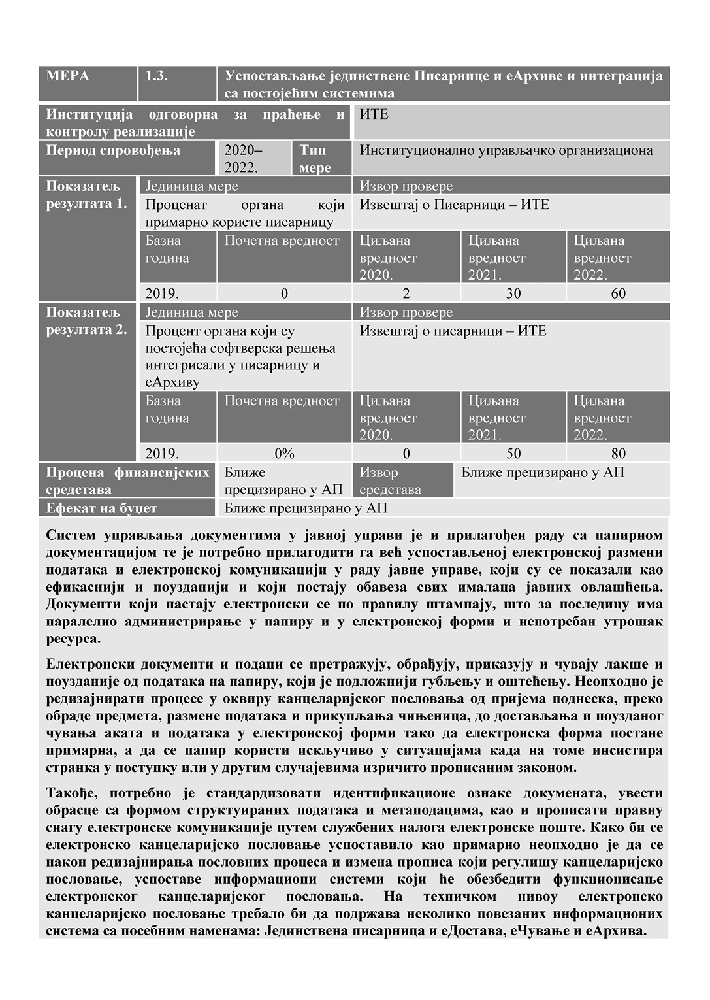 МЕРА 1.3. Успостављање јединствене Писарнице и еАрхиве и интеграција
са постојећим системима
Институција одговорна за праћење и ИТЕ
контролу реализације
Период спровођења 2020– Тип Институционално управљачко организациона
2022. мере
Показатељ Јединица мере Извор провере
резултата 1. Процснат органа који Извсштај о Писарници – ИТЕ
примарно користе писарницу
Базна Почетна вредност Циљана Циљана Циљана
година вредност вредност вредност
2020. 2021. 2022.
2019. 0 2 30 60
Показатељ Јединица мере Извор провере
резултата 2. Процент органа који су Извештај о писарници – ИТЕ
постојећа софтверска решења
интегрисали у писарницу и
еАрхиву
Базна Почетна вредност Циљана Циљана Циљана
година вредност вредност вредност
2020. 2021. 2022.
2019. 0% 0 50 80
Процена финансијских Ближе Извор Ближе прецизирано у АП
средстава прецизирано у АП средстава
Ефекат на буџет Ближе прецизирано у АП
Систем управљања документима у јавној управи је и прилагођен раду са папирном
документацијом те је потребно прилагодити га већ успостављеној електронској размени
података и електронској комуникацији у раду јавне управе, који су се показали као
ефикаснији и поузданији и који постају обавеза свих ималаца јавних овлашћења.
Документи који настају електронски се по правилу штампају, што за последицу има
паралелно администрирање у папиру и у електронској форми и непотребан утрошак
ресурса.
Електронски документи и подаци се претражују, обрађују, приказују и чувају лакше и
поузданије од података на папиру, који је подложнији губљењу и оштећењу. Неопходно је
редизајнирати процесе у оквиру канцеларијског пословања од пријема поднеска, преко
обраде предмета, размене података и прикупљања чињеница, до достављања и поузданог
чувања аката и података у електронској форми тако да електронска форма постане
примарна, а да се папир користи искључиво у ситуацијама када на томе инсистира
странка у поступку или у другим случајевима изричито прописаним законом.
Такође, потребно је стандардизовати идентификационе ознаке докумената, увести
обрасце са формом структуираних података и метаподацима, као и прописати правну
снагу електронске комуникације путем службених налога електронске поште. Како би се
електронско канцеларијско пословање успоставило као примарно неопходно је да се
након редизајнирања пословних процеса и измена прописа који регулишу канцеларијско
пословање, успоставе информациони системи који ће обезбедити функционисање
електронског канцеларијског пословања. На техничком нивоу електронско
канцеларијско пословање требало би да подржава неколико повезаних информационих
система са посебним наменама: Јединствена писарница и еДостава, еЧување и еАрхива.